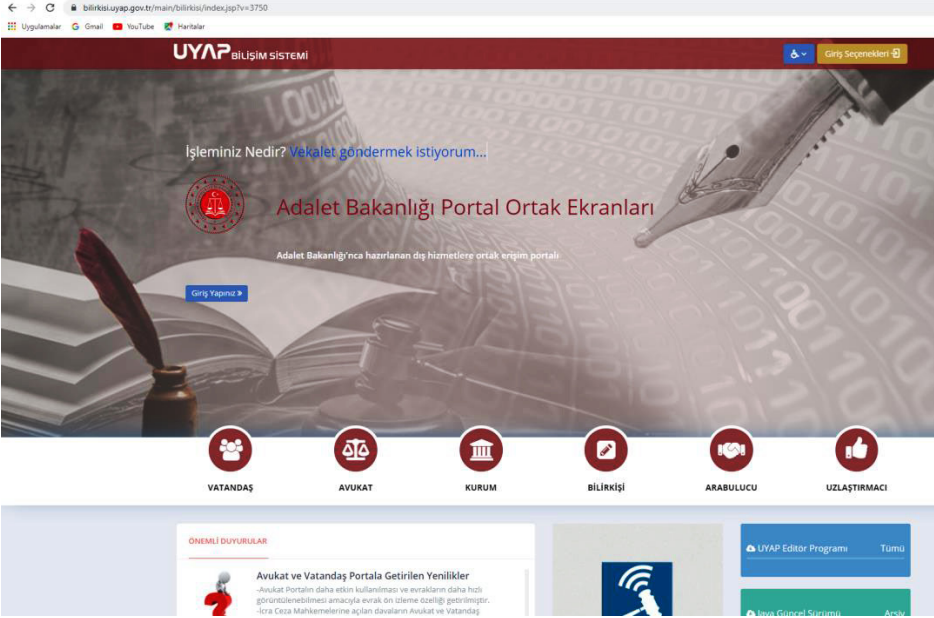 bilirkisi.uyap.gov.tr/main/bilirkisi/index.jsp?v=3750
Uygulamalar Gmail YouTube Haritalar
UYAP BİLİŞİM SİSTEMİ
Giriş Seçenekleri
İşleminiz Nedir? Vekalet göndermek istiyorum...
Adalet Bakanlığı Portal Ortak Ekranları
Adalet Bakanlığı'nca hazırlanan dış hizmetlere ortak erişim portalı
Giriş Yapınız »
VATANDAŞ AVUKAT KURUM BİLİRKİŞİ ARABULUCU UZLAŞTIRMACI
ÖNEMLİ DUYURULAR
Avukat ve Vatandaş Portala Getirilen Yenilikler
-Avukat Portalın daha etkin kullanılması ve evrakların daha hızlı
görüntülenebilmesi amacıyla evrak ön izleme özelliği getirilmiştir.
-İcra Ceza Mahkemelerine açılan davaların Avukat ve Vatandaş
UYAP Editör Programı Tümü
Java Güncel Sürümü Arşiv